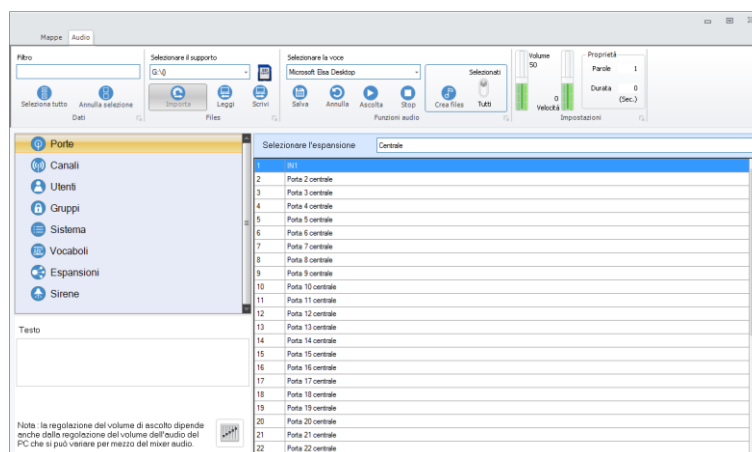 Mappe Audio
Filtro
Selezionare il supporto
G:\()
Selezionare la voce
Microsoft Elsa Desktop
Selezionati
Volume
50
0
Velocità
Proprietà
Parole 1
Durata 0
(Sec.)
Seleziona tutto Annulla selezione
Importa Leggi Scrivi
Salva Annulla Ascolta Stop
Crea files Tutti
Dati Files Funzioni audio Impostazioni
Porte
Canali
Utenti
Gruppi
Sistema
Vocaboli
Espansioni
Sirene
Testo
Nota : la regolazione del volume di ascolto dipende
anche dalla regolazione del volume dell'audio del
PC che si può variare per mezzo del mixer audio.
Selezionare l'espansione Centrale
1 IN1
2 Porta 2 centrale
3 Porta 3 centrale
4 Porta 4 centrale
5 Porta 5 centrale
6 Porta 6 centrale
7 Porta 7 centrale
8 Porta 8 centrale
9 Porta 9 centrale
10 Porta 10 centrale
11 Porta 11 centrale
12 Porta 12 centrale
13 Porta 13 centrale
14 Porta 14 centrale
15 Porta 15 centrale
16 Porta 16 centrale
17 Porta 17 centrale
18 Porta 18 centrale
19 Porta 19 centrale
20 Porta 20 centrale
21 Porta 21 centrale
22 Porta 22 centrale